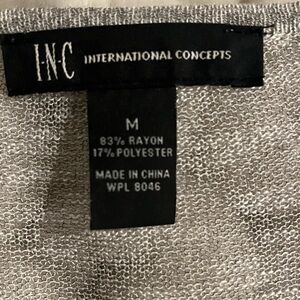 I·N·C INTERNATIONAL CONCEPTS
M
83% RAYON
17% POLYESTER
MADE IN CHINA
WPL 8046